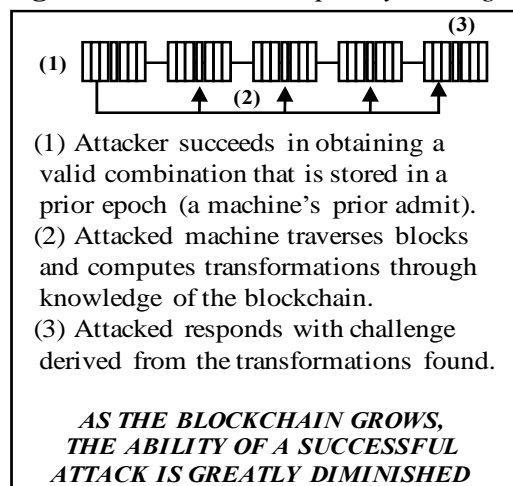 (3)
(1)
(2)
(1) Attacker succeeds in obtaining a
valid combination that is stored in a
prior epoch (a machine's prior admit).
(2) Attacked machine traverses blocks
and computes transformations through
knowledge of the blockchain.
(3) Attacked responds with challenge
derived from the transformations found.
AS THE BLOCKCHAIN GROWS,
THE ABILITY OF A SUCCESSFUL
ATTACK IS GREATLY DIMINISHED